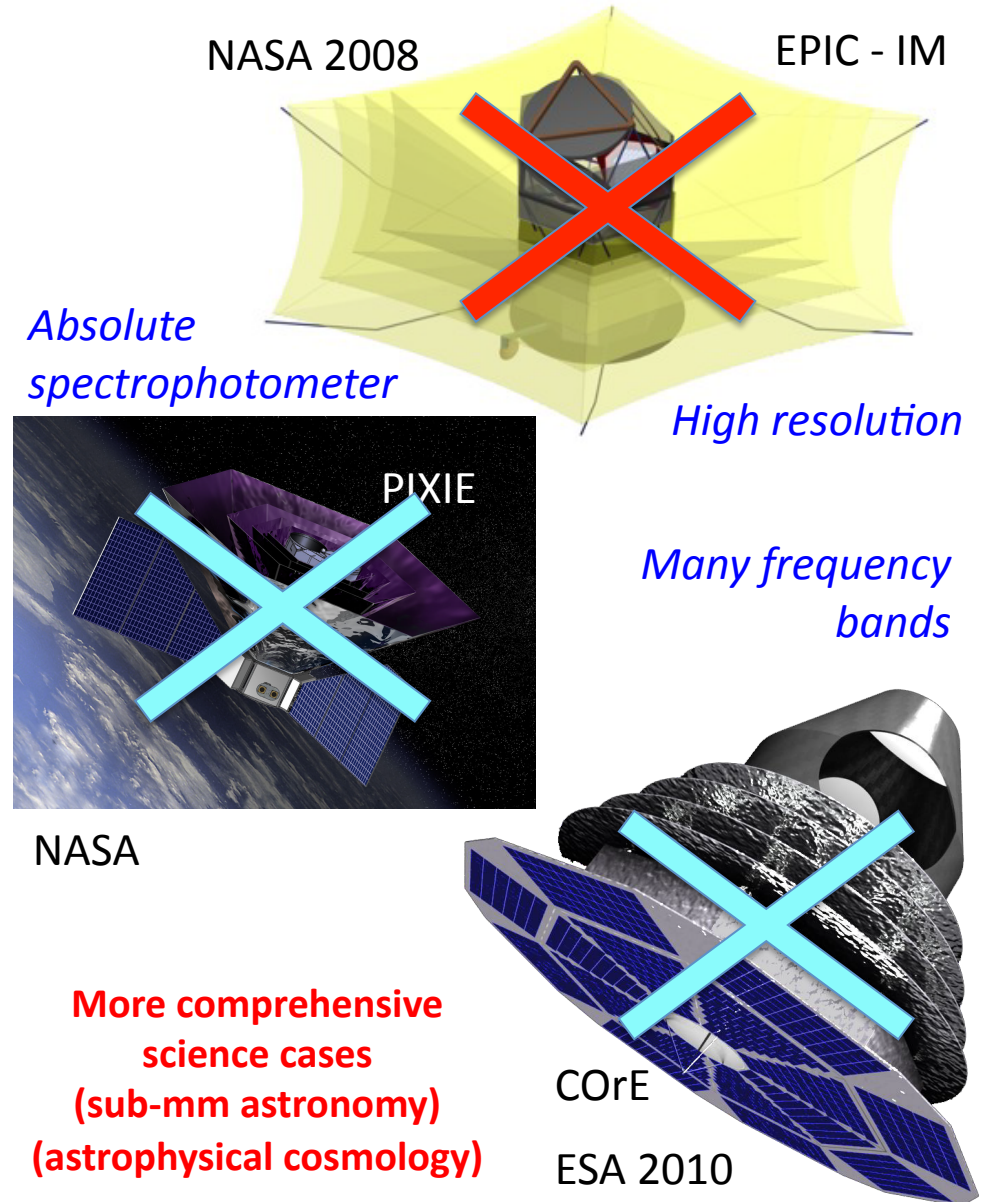 NASA 2008
EPIC - IM
Absolute
spectrophotometer
High resolution
PIXIE
Many frequency
bands
NASA
More comprehensive
science cases
(sub-mm astronomy)
(astrophysical cosmology)
COrE
ESA 2010